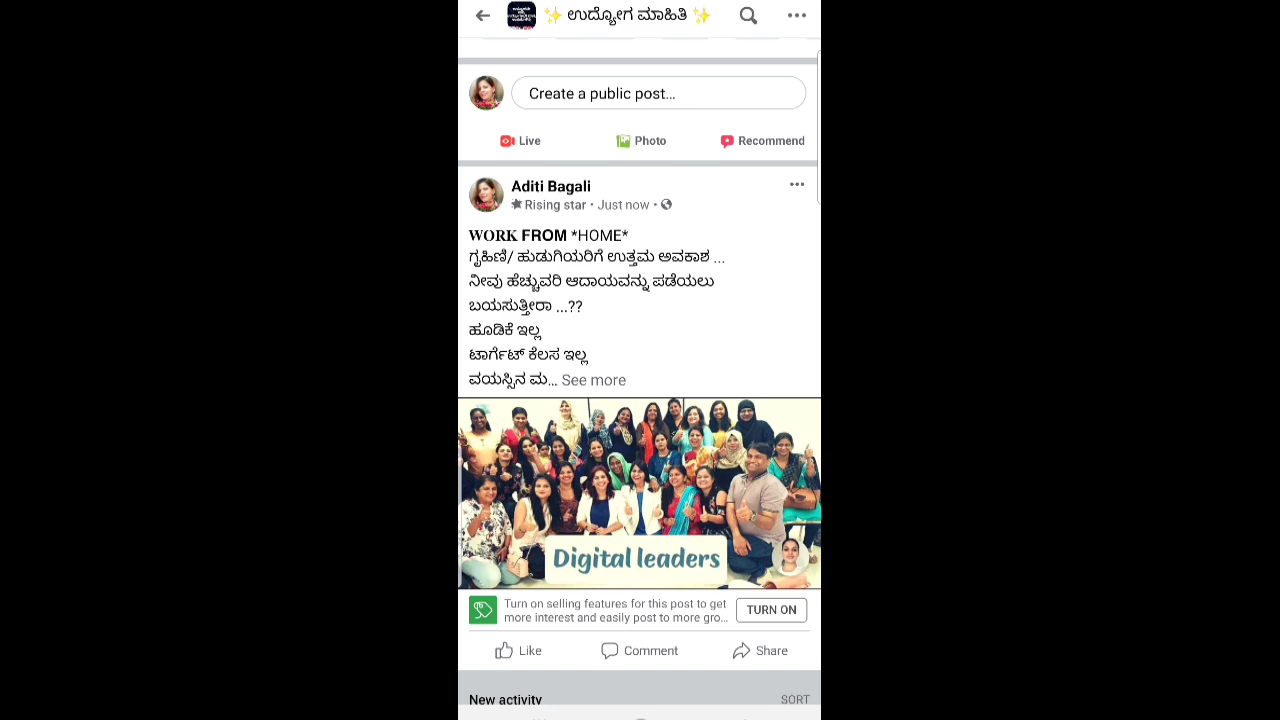 ✨ ಉದ್ಯೋಗ ಮಾಹಿತಿ ✨
Create a public post...
Live
Photo
Recommend
Aditi Bagali
Rising star • Just now •
WORK FROM *HOME*
ಗೃಹಿಣಿ/ ಹುಡುಗಿಯರಿಗೆ ಉತ್ತಮ ಅವಕಾಶ ...
ನೀವು ಹೆಚ್ಚುವರಿ ಆದಾಯವನ್ನು ಪಡೆಯಲು
ಬಯಸುತ್ತೀರಾ ...??
ಹೂಡಿಕೆ ಇಲ್ಲ
ಟಾರ್ಗೆಟ್ ಕೆಲಸ ಇಲ್ಲ
ವಯಸ್ಸಿನ ಮ... See more
Digital leaders
Turn on selling features for this post to get
more interest and easily post to more gro...
TURN ON
Like
Comment
Share
New activity
SORT